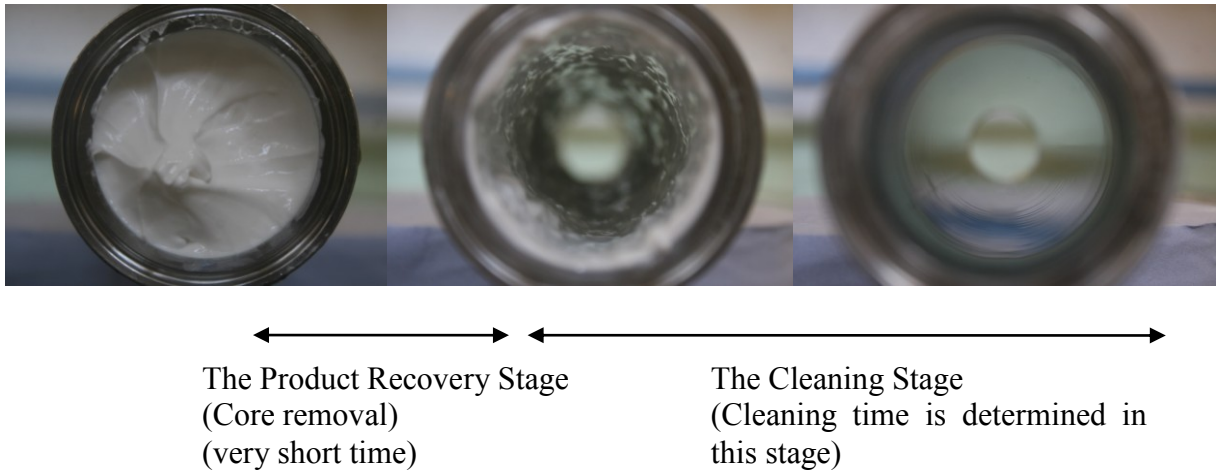 The Product Recovery Stage
(Core removal)
(very short time)
The Cleaning Stage
(Cleaning time is determined in
this stage)